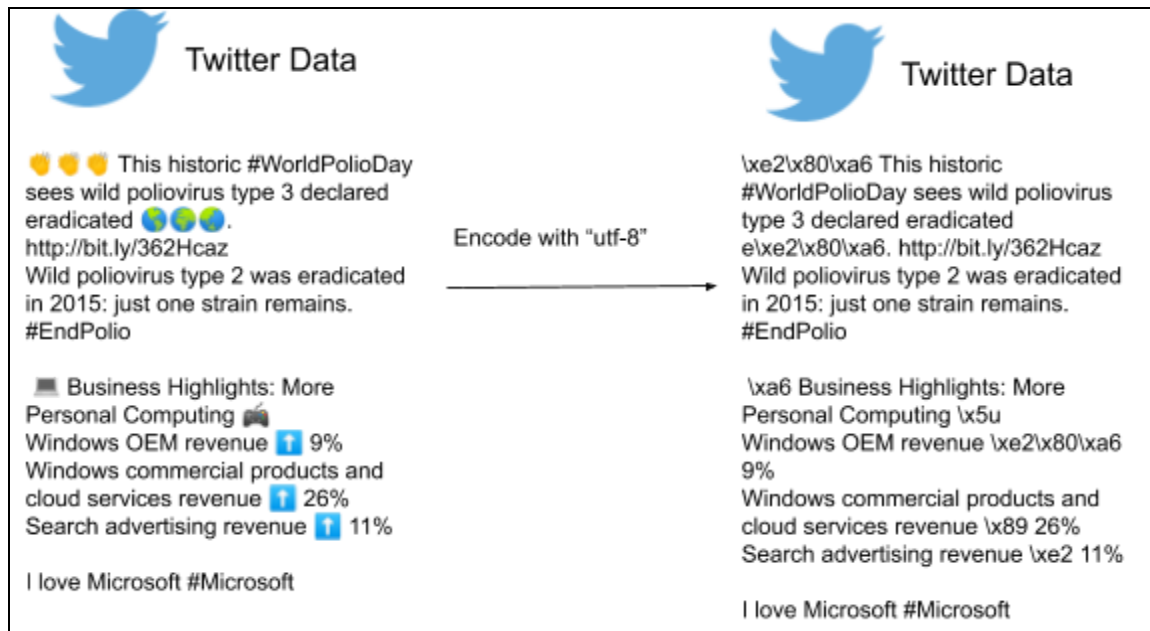 Twitter Data
👏👏👏 This historic #WorldPolioDay
sees wild poliovirus type 3 declared
eradicated 🌎🌍🌏.
http://bit.ly/362Hcaz
Wild poliovirus type 2 was eradicated
in 2015: just one strain remains.
#EndPolio
💻 Business Highlights: More
Personal Computing 🎮
Windows OEM revenue ⬆️ 9%
Windows commercial products and
cloud services revenue ⬆️ 26%
Search advertising revenue ⬆️ 11%
I love Microsoft #Microsoft
Encode with “utf-8”
Twitter Data
\xe2\x80\xa6 This historic
#WorldPolioDay sees wild poliovirus
type 3 declared eradicated
e\xe2\x80\xa6. http://bit.ly/362Hcaz
Wild poliovirus type 2 was eradicated
in 2015: just one strain remains.
#EndPolio
\xa6 Business Highlights: More
Personal Computing \x5u
Windows OEM revenue \xe2\x80\xa6
9%
Windows commercial products and
cloud services revenue \x89 26%
Search advertising revenue \xe2 11%
I love Microsoft #Microsoft